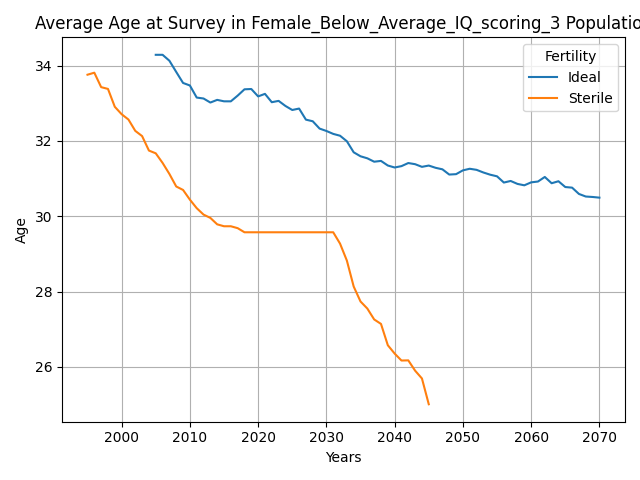 Average Age at Survey in Female_Below_Average_IQ_scoring_3 Populatio
Fertility
Ideal
Sterile
34
32
30
28
26
Age
2000 2010 2020 2030 2040 2050 2060 2070
Years